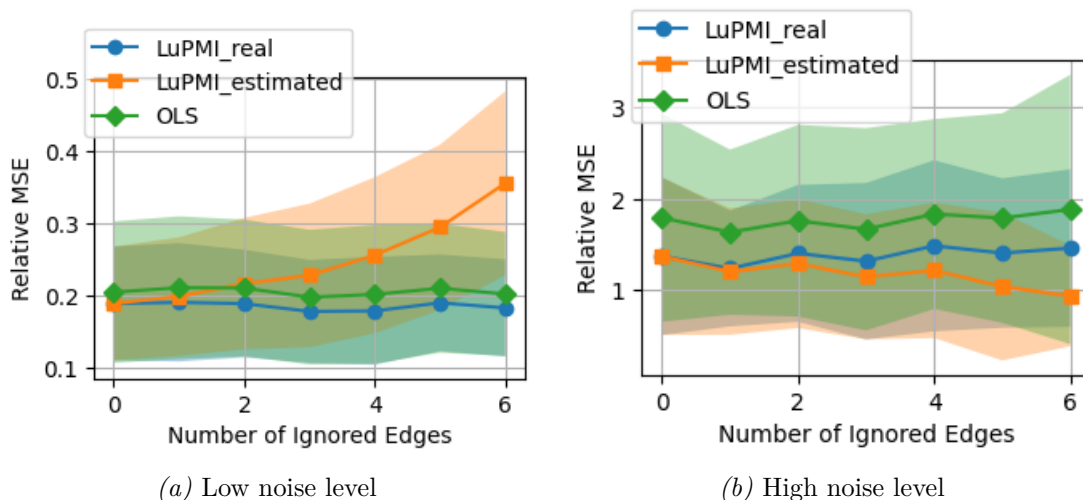 LuPMI_real
LuPMI_estimated
OLS
0.5
0.4
0.3
0.2
0.1
Relative MSE
0 2 4 6
Number of Ignored Edges
(a) Low noise level
LuPMI_real
LuPMI_estimated
OLS
3
2
1
Relative MSE
0 2 4 6
Number of Ignored Edges
(b) High noise level